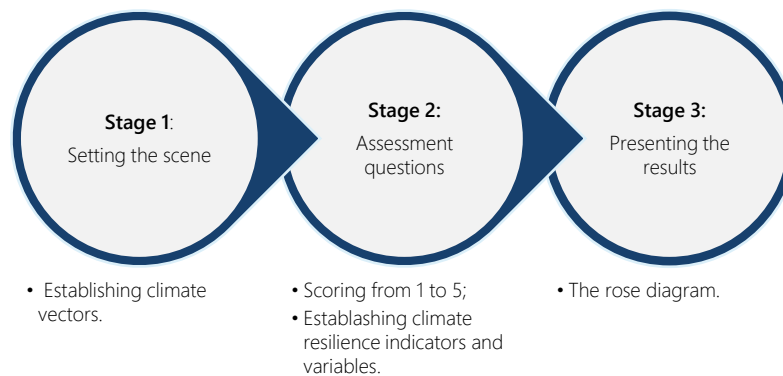 Stage 1:
Setting the scene
• Establishing climate
vectors.
Stage 2:
Assessment
questions
• Scoring from 1 to 5;
• Establashing climate
resilience indicators and
variables.
Stage 3:
Presenting the
results
• The rose diagram.